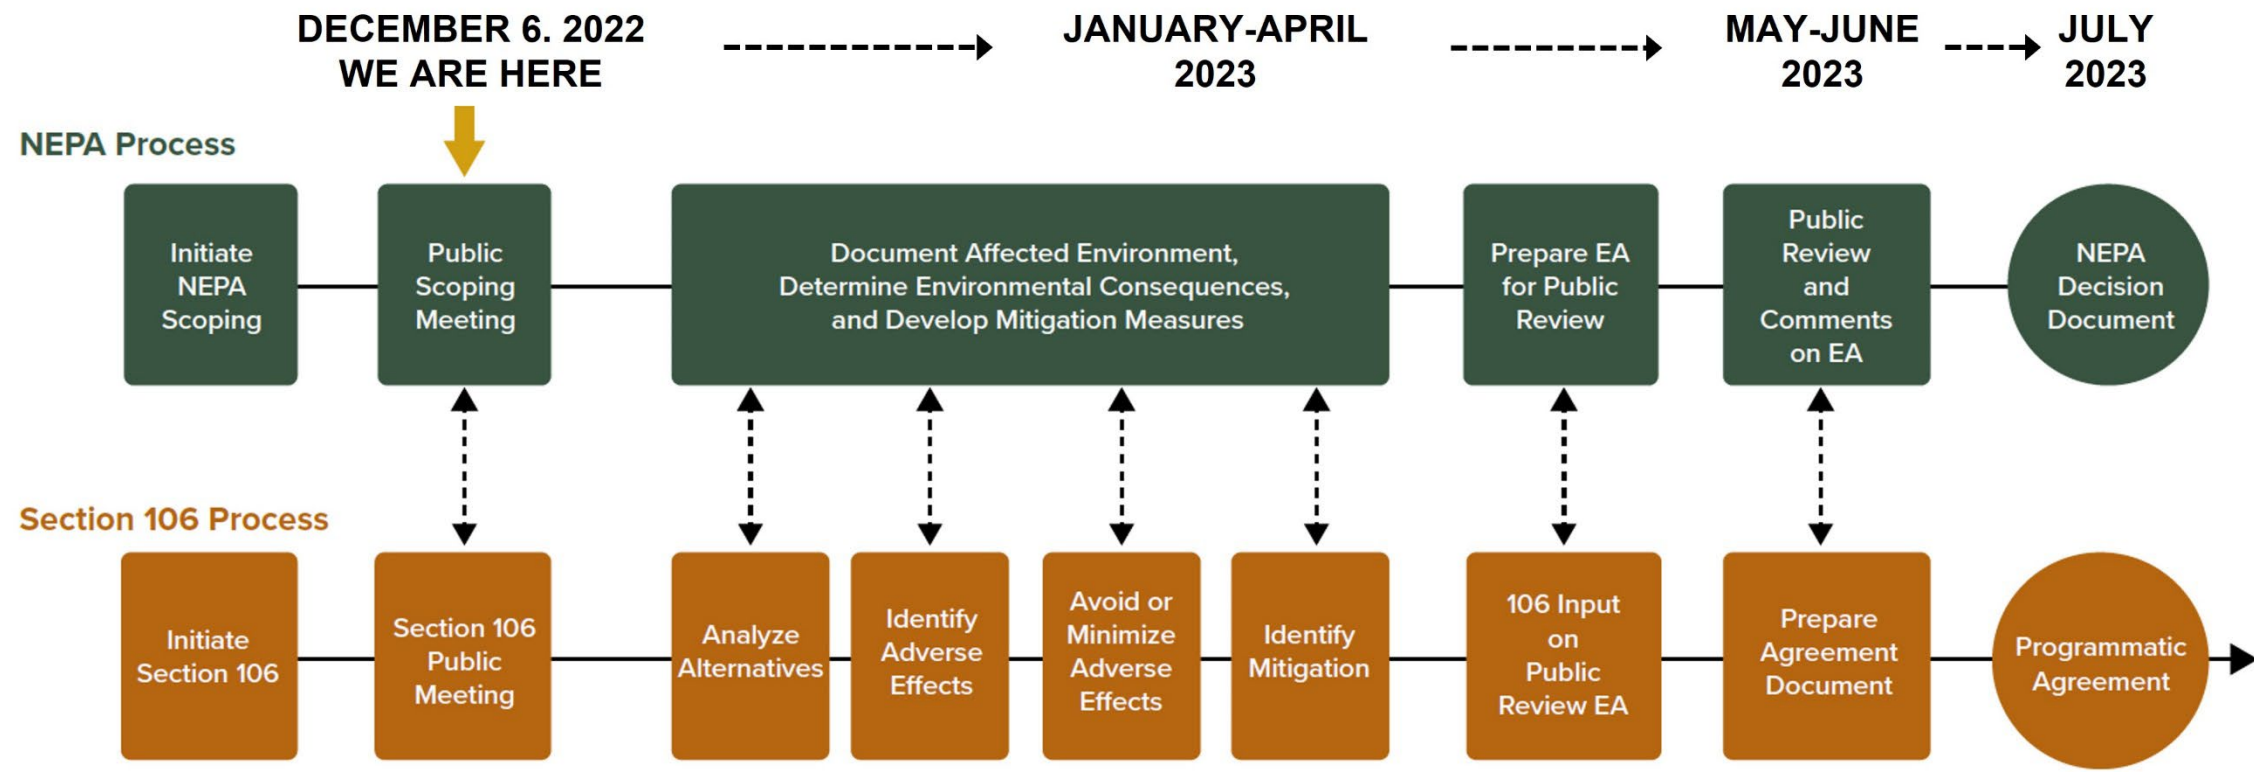 DECEMBER 6. 2022
WE ARE HERE
JANUARY-APRIL
2023
MAY-JUNE
2023
JULY
2023
NEPA Process
Initiate
NEPA
Scoping
Public
Scoping
Meeting
Document Affected Environment,
Determine Environmental Consequences,
and Develop Mitigation Measures
Prepare EA
for Public
Review
Public
Review
and
Comments
on EA
NEPA
Decision
Document
Section 106 Process
Initiate
Section 106
Section 106
Public
Meeting
Analyze
Alternatives
Identify
Adverse
Effects
Avoid or
Minimize
Adverse
Effects
Identify
Mitigation
106 Input
on
Public
Review EA
Prepare
Agreement
Document
Programmatic
Agreement